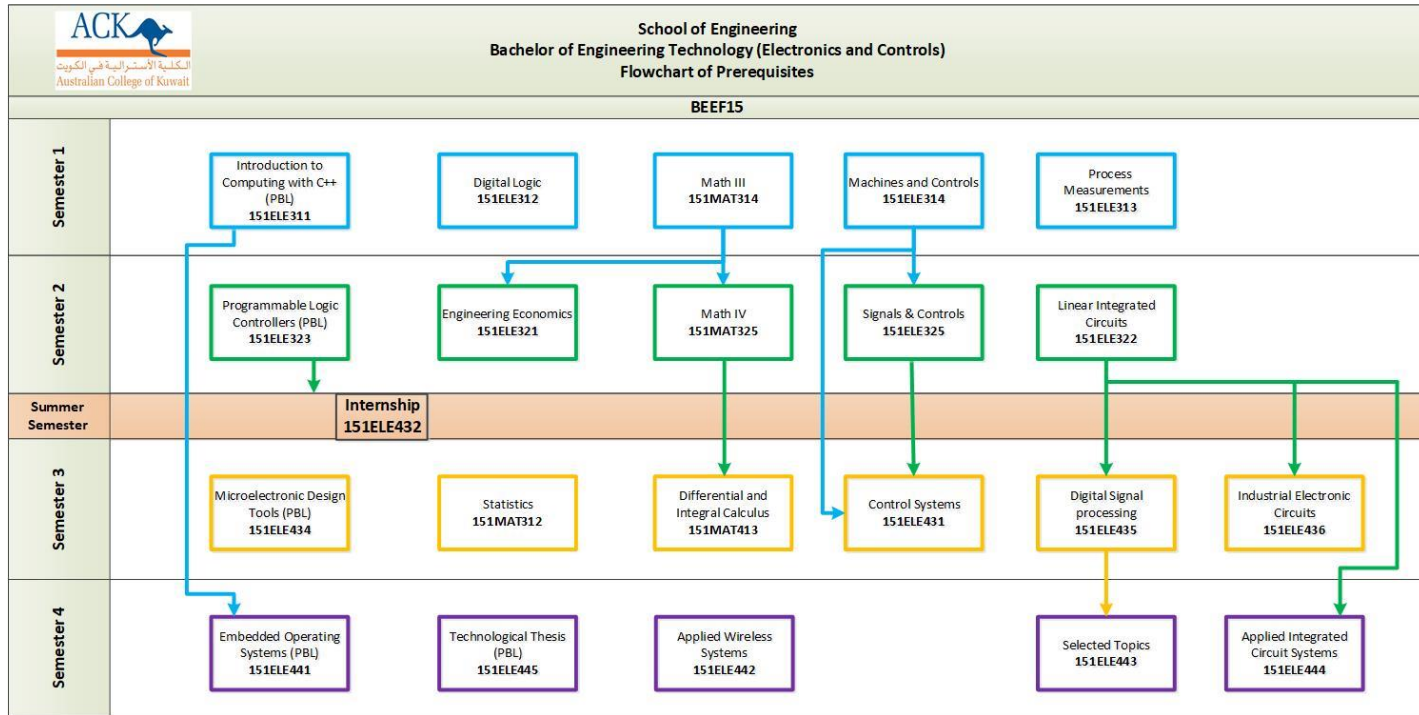 ACK
الكلية الأسترالية في الكويت
Australian College of Kuwait
School of Engineering
Bachelor of Engineering Technology (Electronics and Controls)
Flowchart of Prerequisites
BEEF15
Semester 1
Introduction to
Computing with C++
(PBL)
151ELE311
Digital Logic
151ELE312
Math III
151MAT314
Machines and Controls
151ELE314
Process
Measurements
151ELE313
Semester 2
Programmable Logic
Controllers (PBL)
151ELE323
Engineering Economics
151ELE321
Math IV
151MAT325
Signals & Controls
151ELE325
Linear Integrated
Circuits
151ELE322
Summer
Semester
Internship
151ELE432
Semester 3
Microelectronic Design
Tools (PBL)
151ELE434
Statistics
151MAT312
Differential and
Integral Calculus
151MAT413
Control Systems
151ELE431
Digital Signal
processing
151ELE435
Industrial Electronic
Circuits
151ELE436
Semester 4
Embedded Operating
Systems (PBL)
151ELE441
Technological Thesis
(PBL)
151ELE445
Applied Wireless
Systems
151ELE442
Selected Topics
151ELE443
Applied Integrated
Circuit Systems
151ELE444